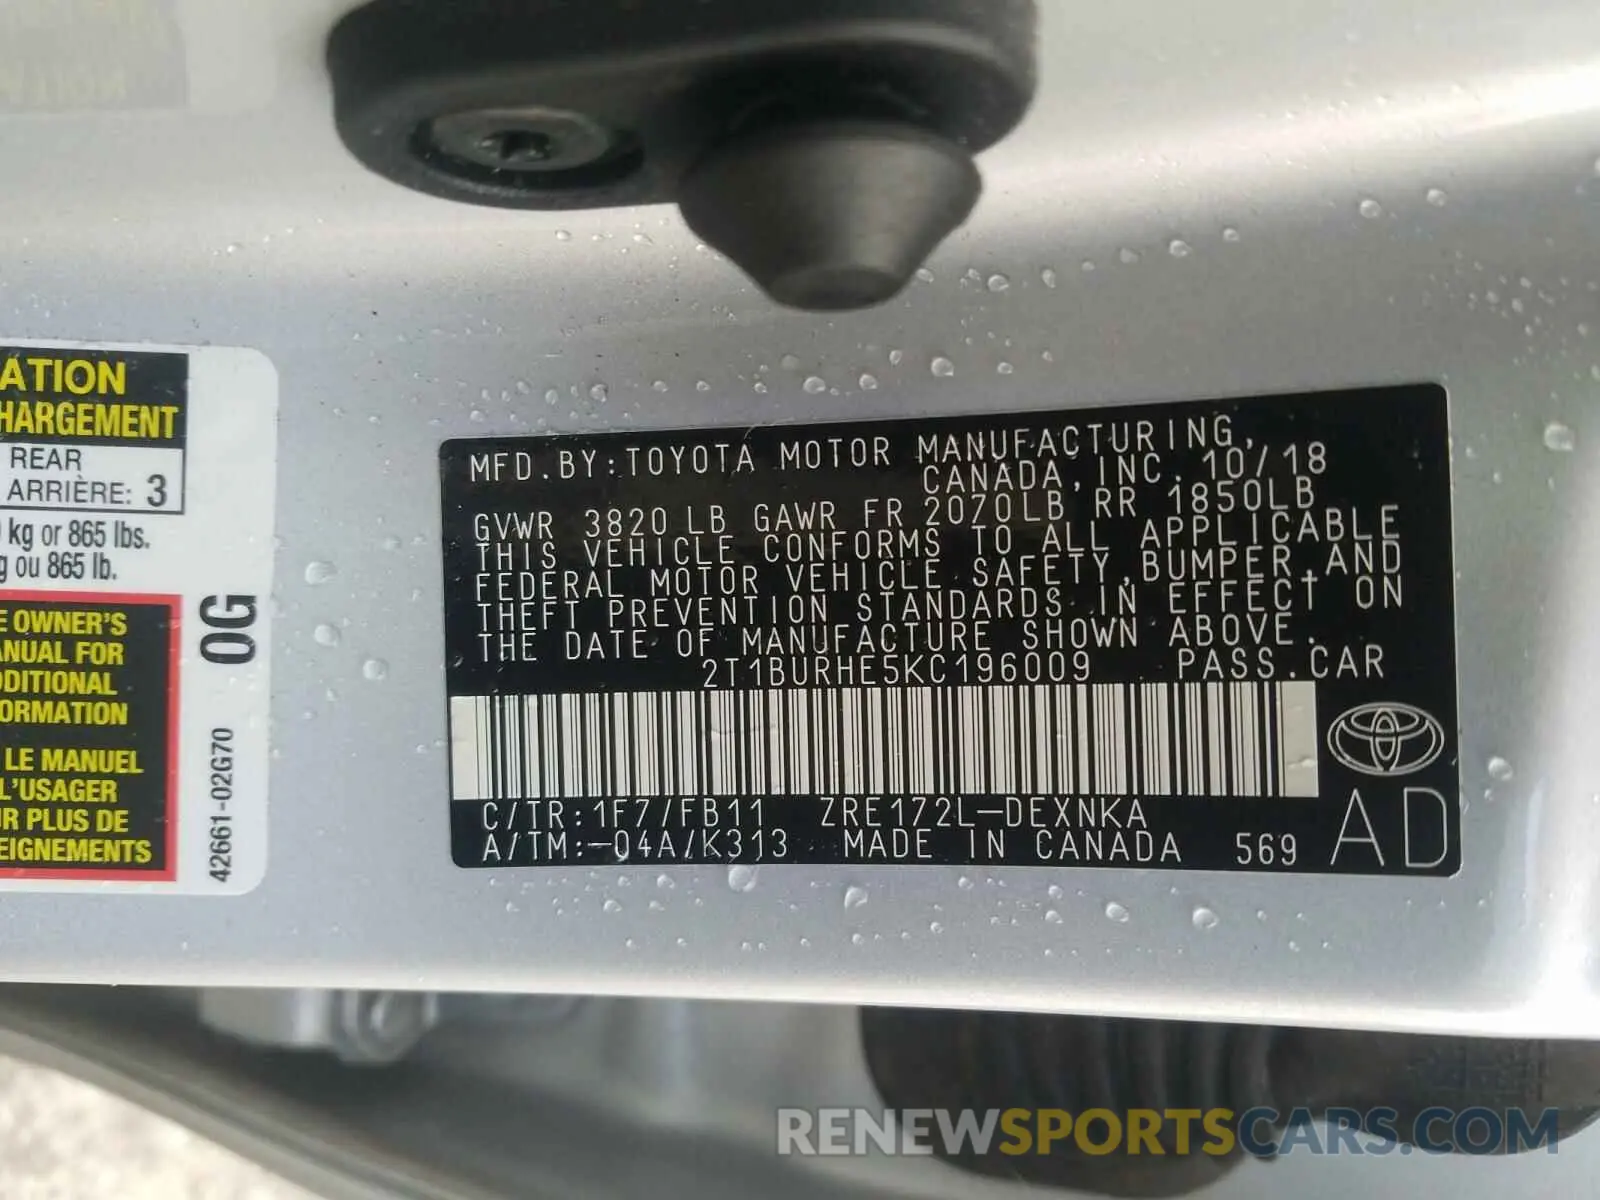 ATION
HARGEMENT
REAR
ARRIÈRE: 3
kg or 865 lbs.
ou 865 lb.
E OWNER'S
ANUAL FOR
DDITIONAL
ORMATION
LE MANUEL
L'USAGER
R PLUS DE
EIGNEMENTS
0G
42661-02G70
MFD.BY:TOYOTA MOTOR MANUFACTURING,
CANADA,INC. 10/18
GVWR 3820LB GAWR FR 2070LB RR 1850LB
THIS VEHICLE CONFORMS TO ALL APPLICABLE
FEDERAL MOTOR VEHICLE SAFETY,BUMPER,AND
THEFT PREVENTION STANDARDS IN EFFECT ON
THE DATE OF MANUFACTURE SHOWN ABOVE.
2T1BURHE5KC196009 PASS.CAR
C/TR:1F7/FB11 ZRE172L-DEXNKA
A/TM:-04A/K313 MADE IN CANADA 569
AD
RENEWSPORTSCARS.COM